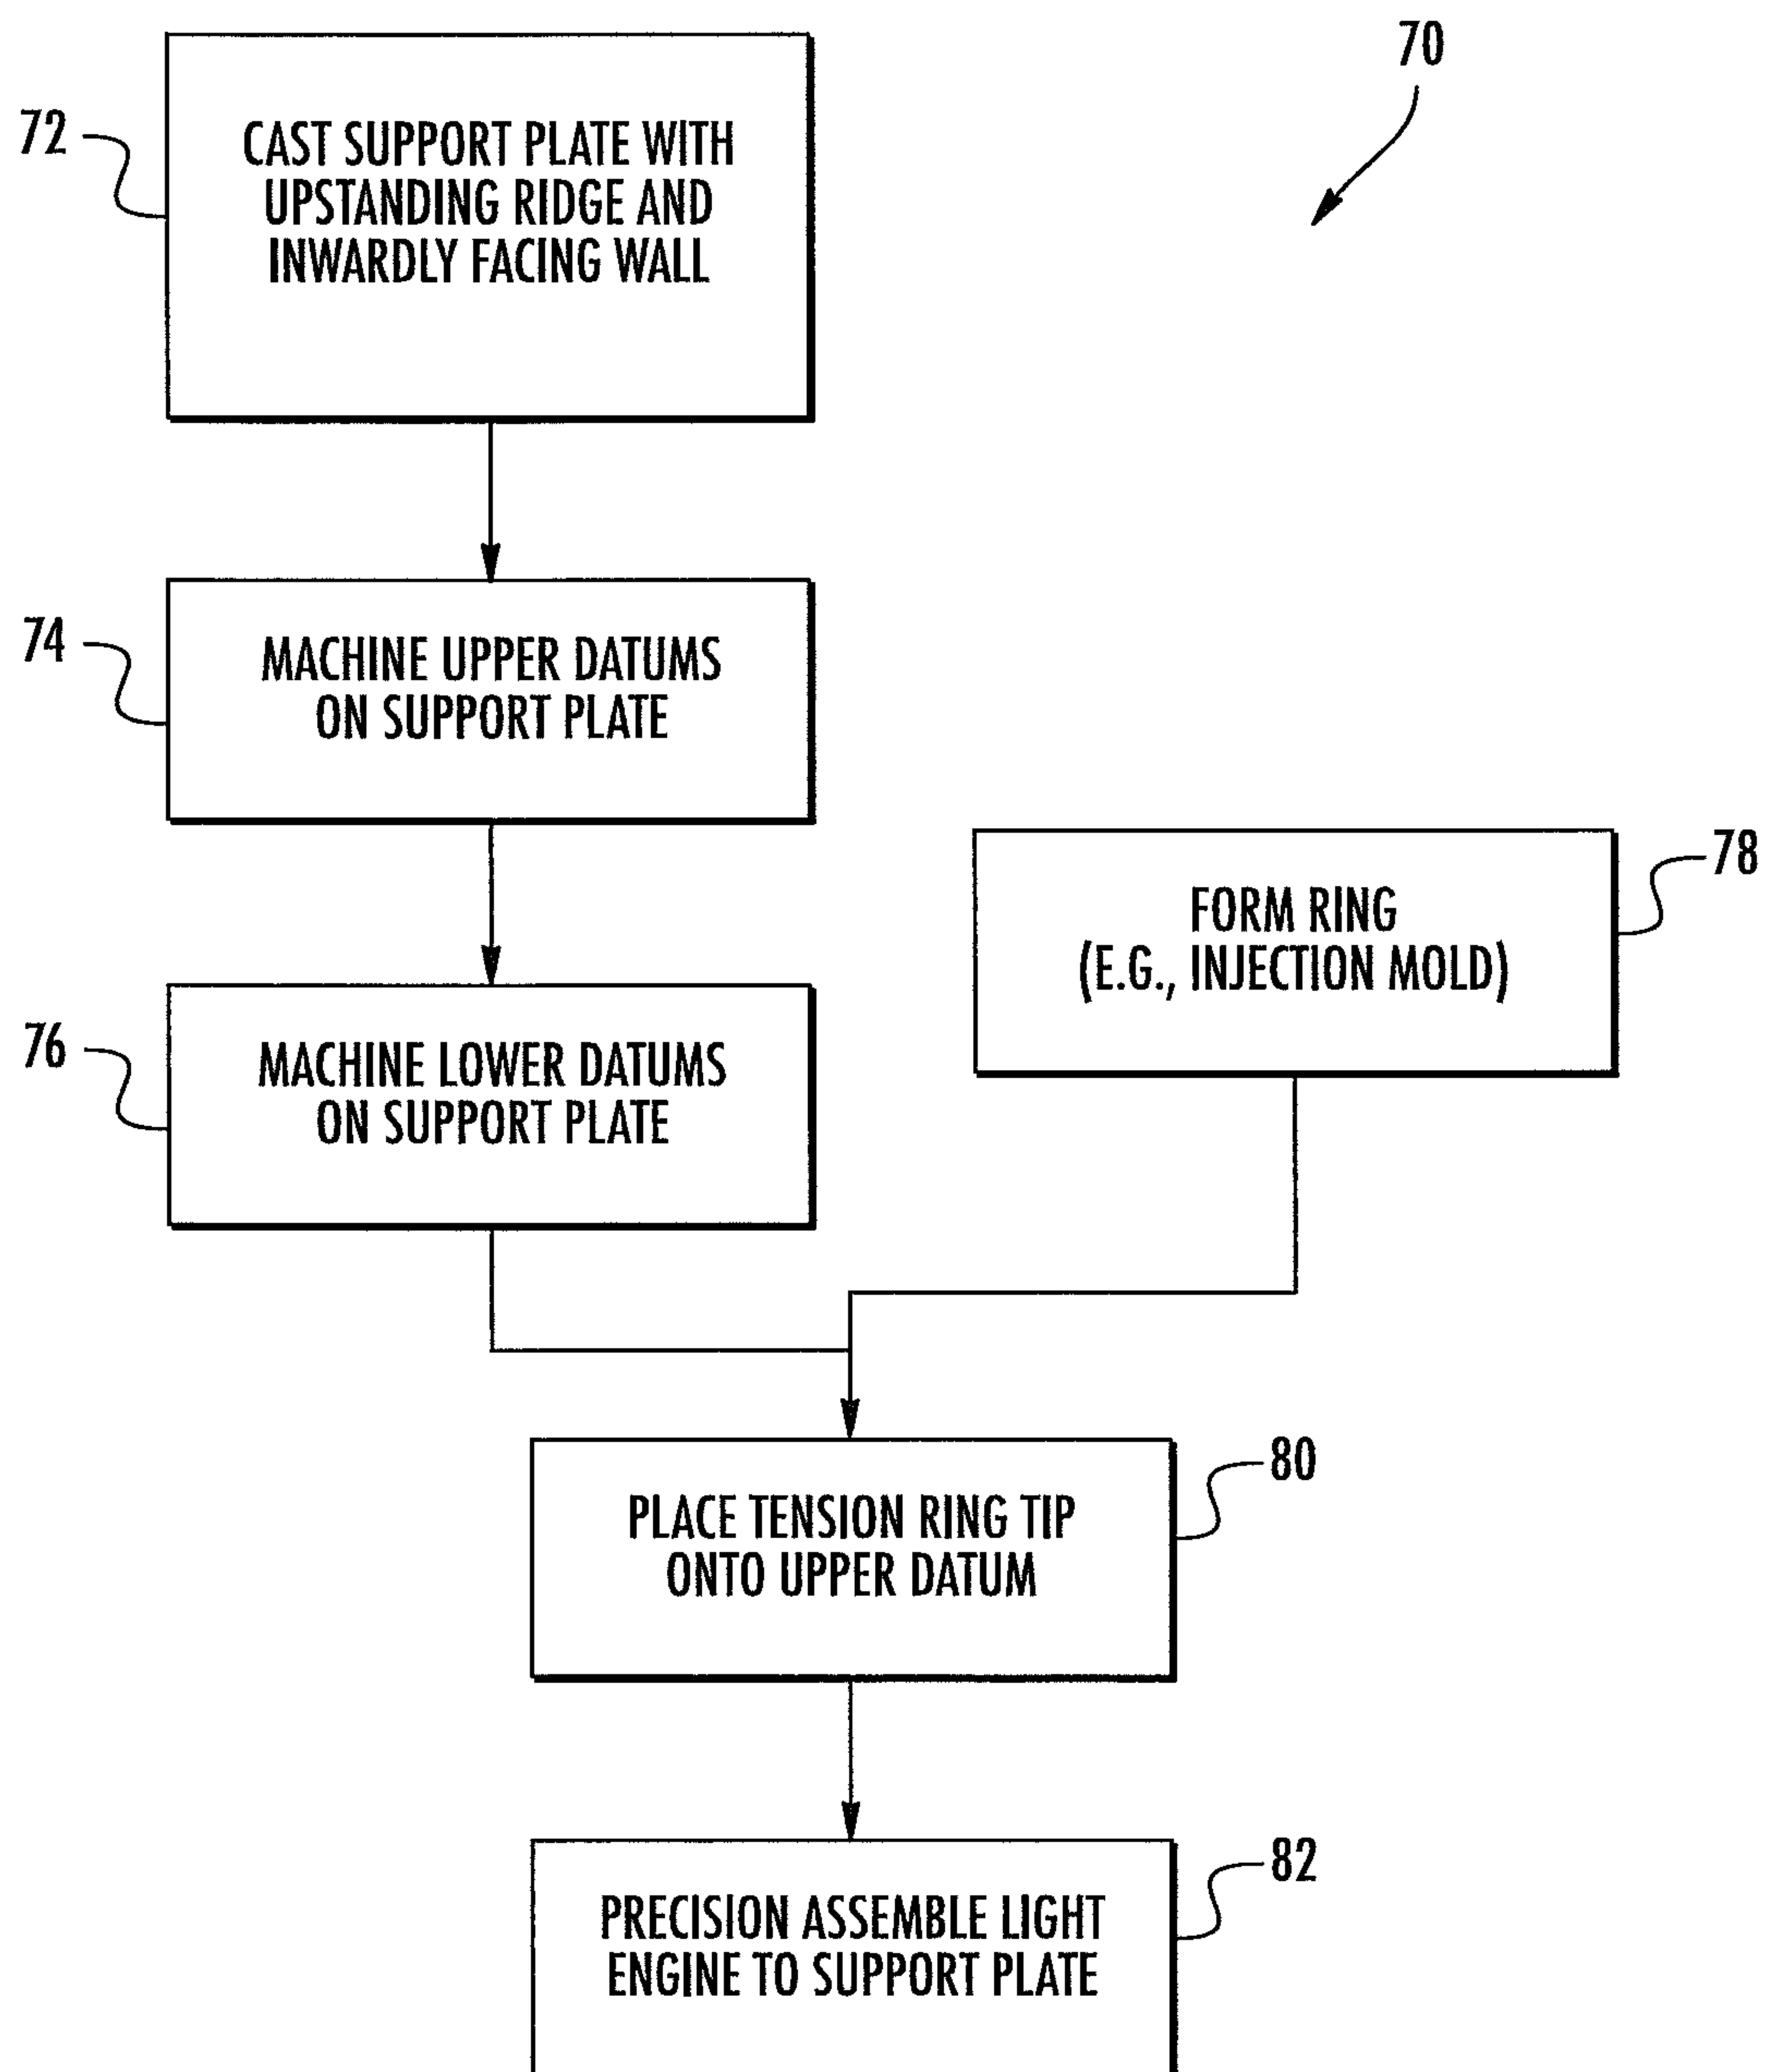 70
72
CAST SUPPORT PLATE WITH
UPSTANDING RIDGE AND
INWARDLY FACING WALL
74
MACHINE UPPER DATUMS
ON SUPPORT PLATE
78
FORM RING
(E.G., INJECTION MOLD)
76
MACHINE LOWER DATUMS
ON SUPPORT PLATE
80
PLACE TENSION RING TIP
ONTO UPPER DATUM
82
PRECISION ASSEMBLE LIGHT
ENGINE TO SUPPORT PLATE